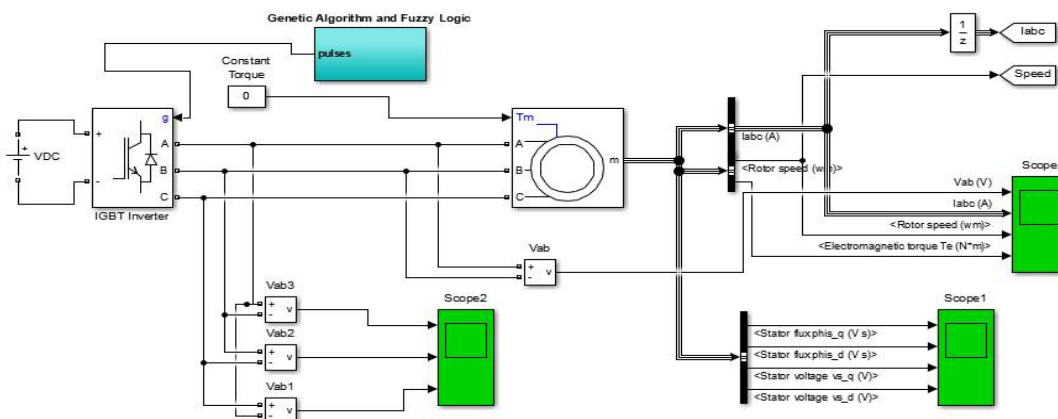 Genetic Algorithm and Fuzzy Logic
pulses
Constant
Torque
0
1
z
Iabc
Speed
VDC
+
+
-
g
A
B
C
IGBT Inverter
Tm
A
B
C
m
Iabc (A)
<Rotor speed (wm)>
Scope
Vab (V)
Iabc (A)
<Rotor speed (wm)>
<Electromagnetic torque Te (N*m)>
Vab
+
-
v
Vab3
+
-
v
Vab2
+
-
v
Vab1
+
-
v
Scope2
Scope1
<Stator fluxphis_q (V s)>
<Stator fluxphis_d (V s)>
<Stator voltage vs_q (V)>
<Stator voltage vs_d (V)>